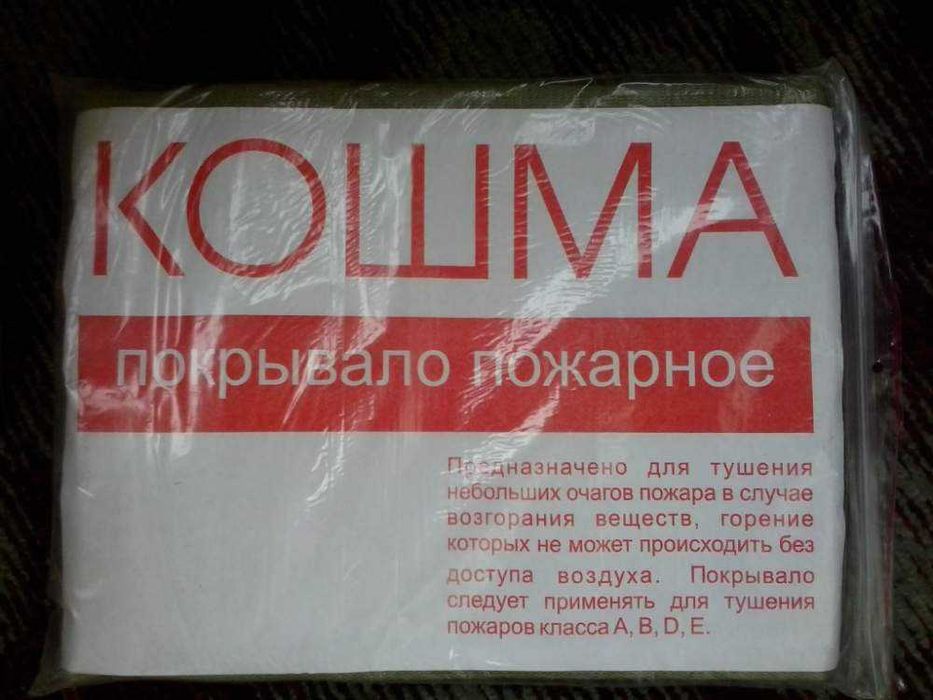 КОШМА
покрывало пожарное
Предназначено для тушения
небольших очагов пожара в случае
возгорания веществ, горение
которых не может происходить без
доступа воздуха. Покрывало
следует применять для тушения
пожаров класса А, В, D, Е.